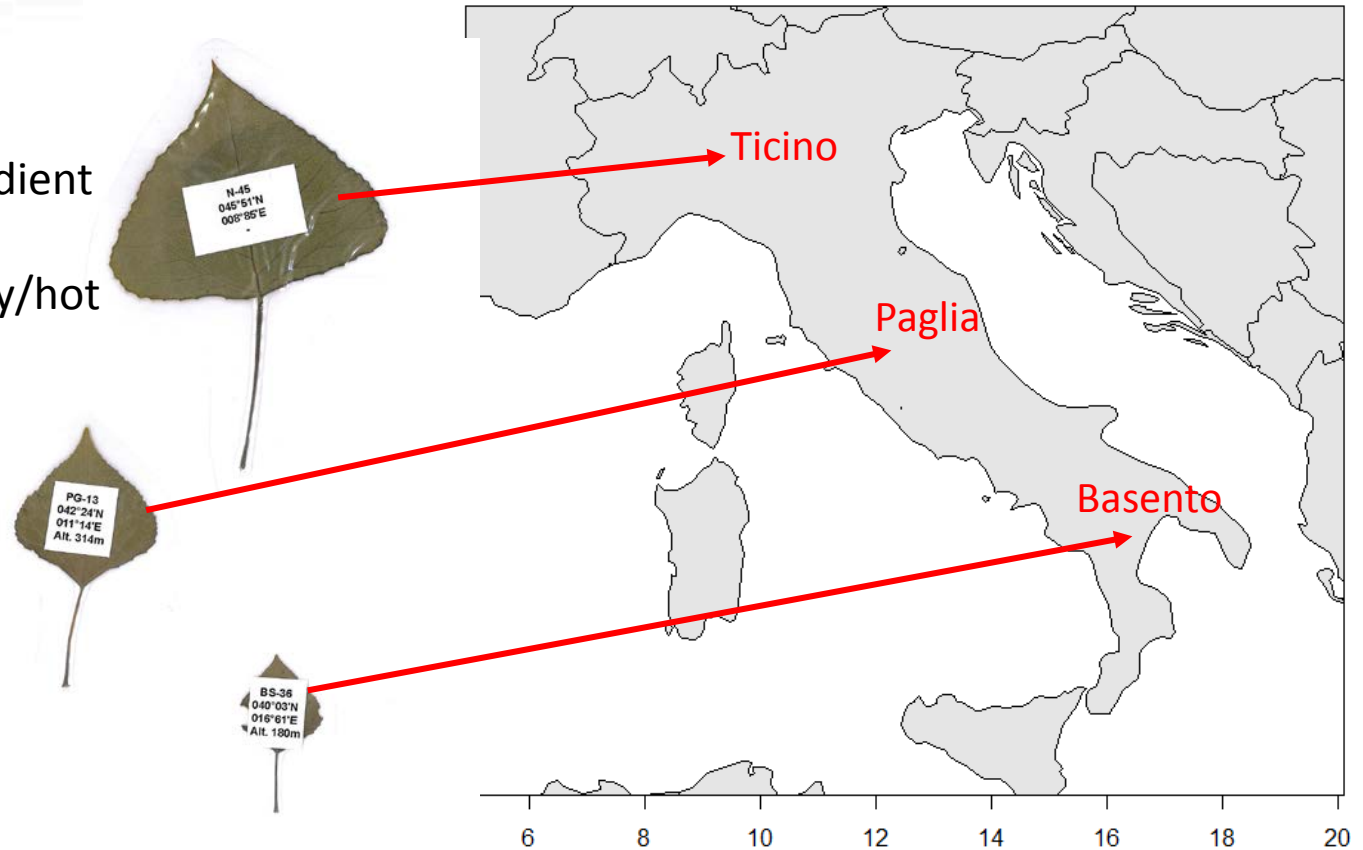 dient
y/hot
N-45
045°51'N
008°85'E
-
PG-13
042°24'N
011°14'E
Alt. 314m
BS-36
040°03'N
016°61'E
Alt. 180m
Ticino
Paglia
Basento
6 8 10 12 14 16 18 20